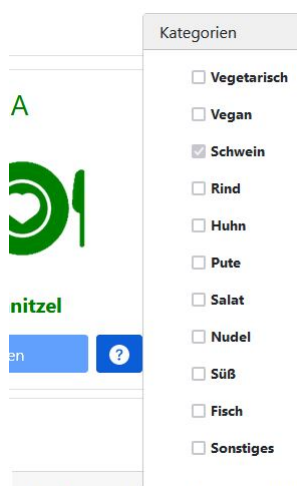 Kategorien
A
nitzel
en
?
Vegetarisch
Vegan
Schwein
Rind
Huhn
Pute
Salat
Nudel
Süß
Fisch
Sonstiges